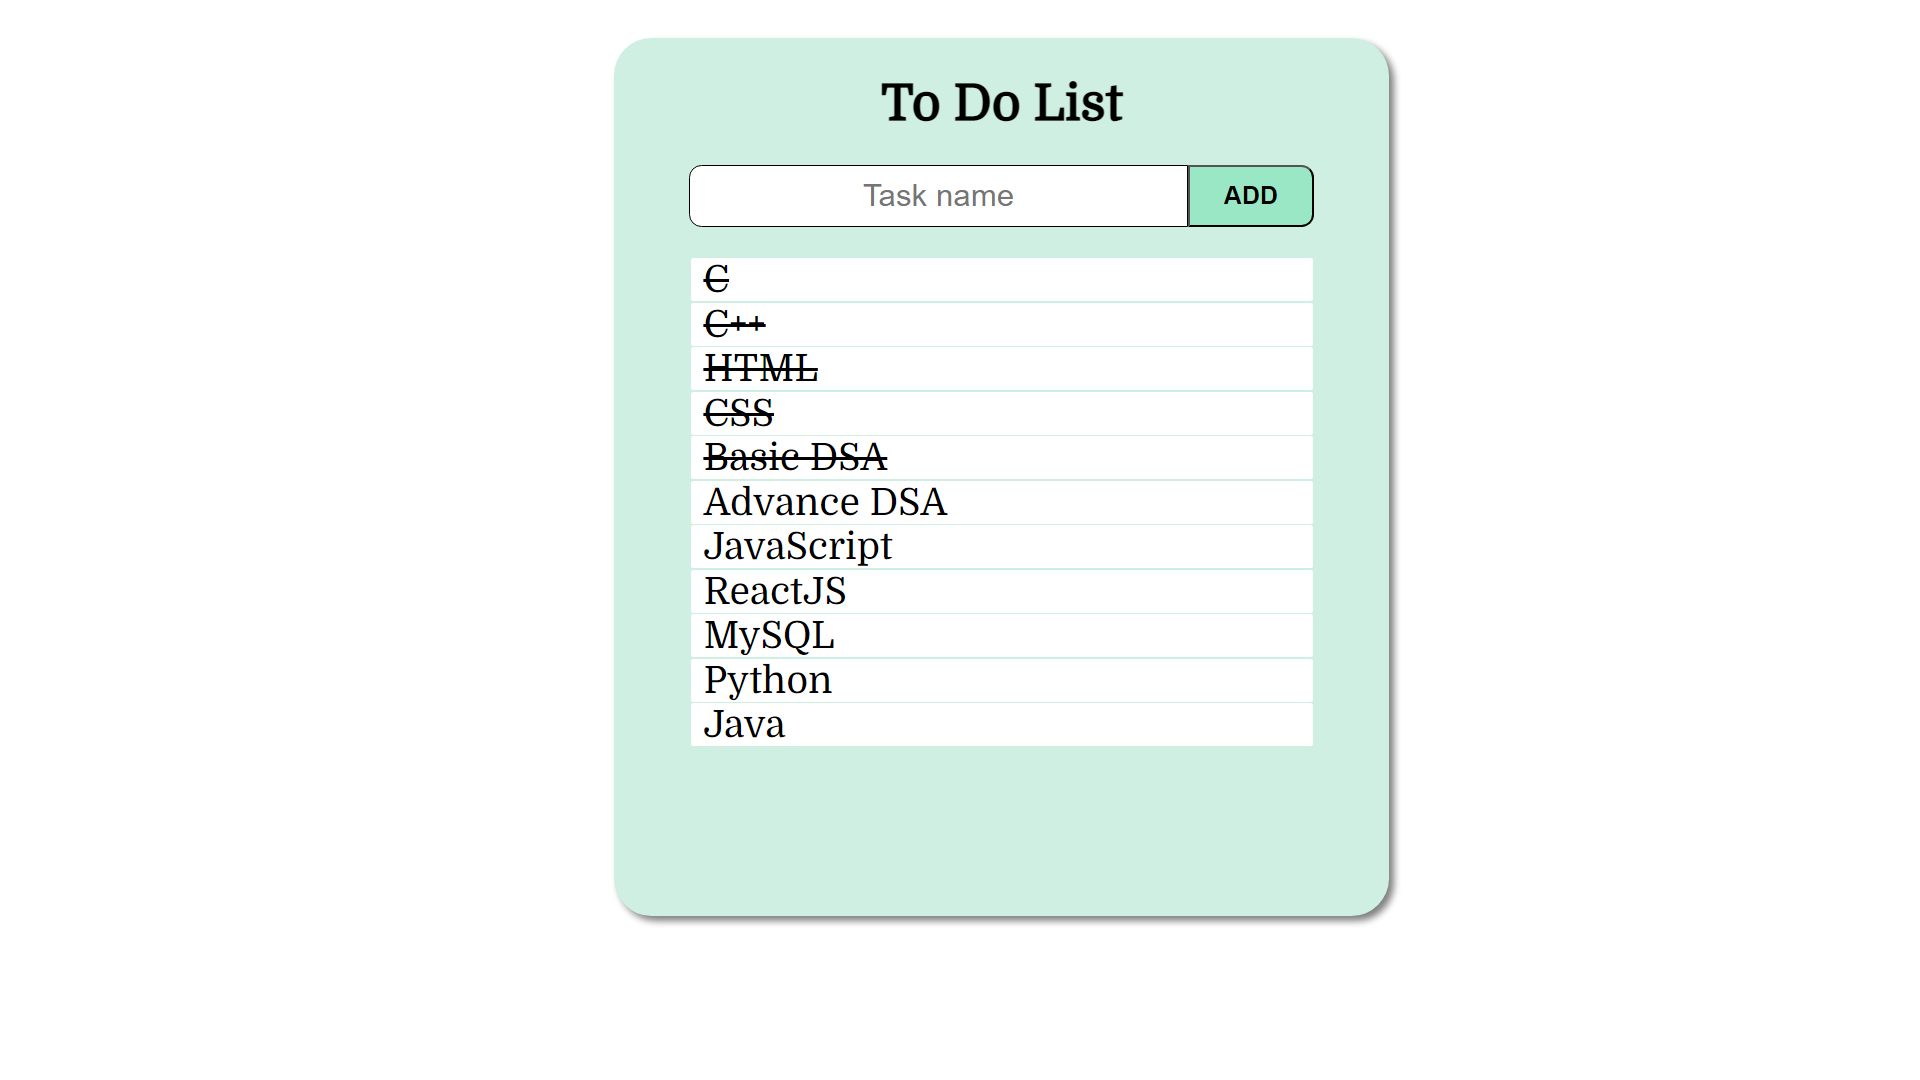 To Do List
Task name
ADD
C
C++
HTML
CSS
Basic DSA
Advance DSA
JavaScript
ReactJS
MySQL
Python
Java